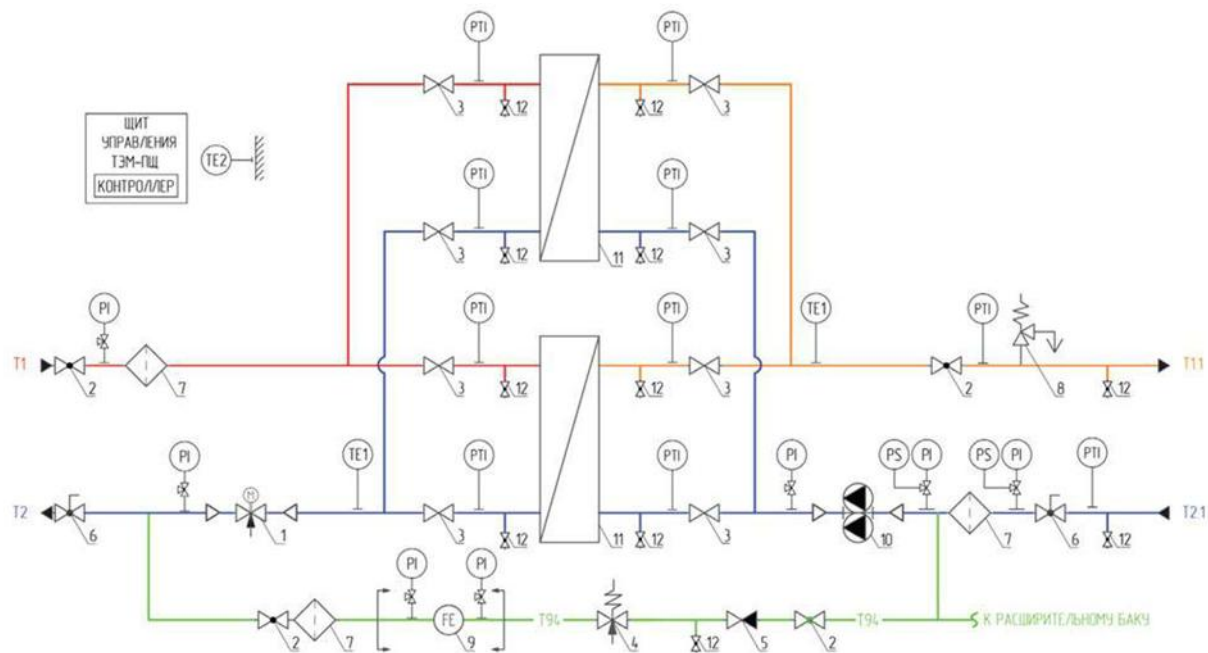 PTI PTI
3 12 12 3
ЩИТ
УПРАВЛЕНИЯ
ТЭМ-ПЩ
КОНТРОЛЛЕР
TE2
PTI PTI
3 12 11 12 3
PI PTI PTI TE1 PTI
T1 2 7 3 12 12 3 2 8 12 T11
PI TE1 PTI PTI PI PS PI PS PI PTI
T2 6 1 3 12 11 12 3 10 7 6 12 T21
PI PI
2 7 FE 9 T94 4 12 5 2 T94 К РАСШИРИТЕЛЬНОМУ БАКУ